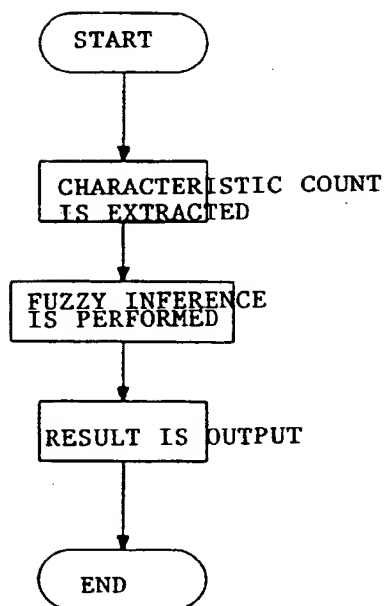 START
CHARACTERISTIC COUNT
IS EXTRACTED
FUZZY INFERENCE
IS PERFORMED
RESULT IS OUTPUT
END